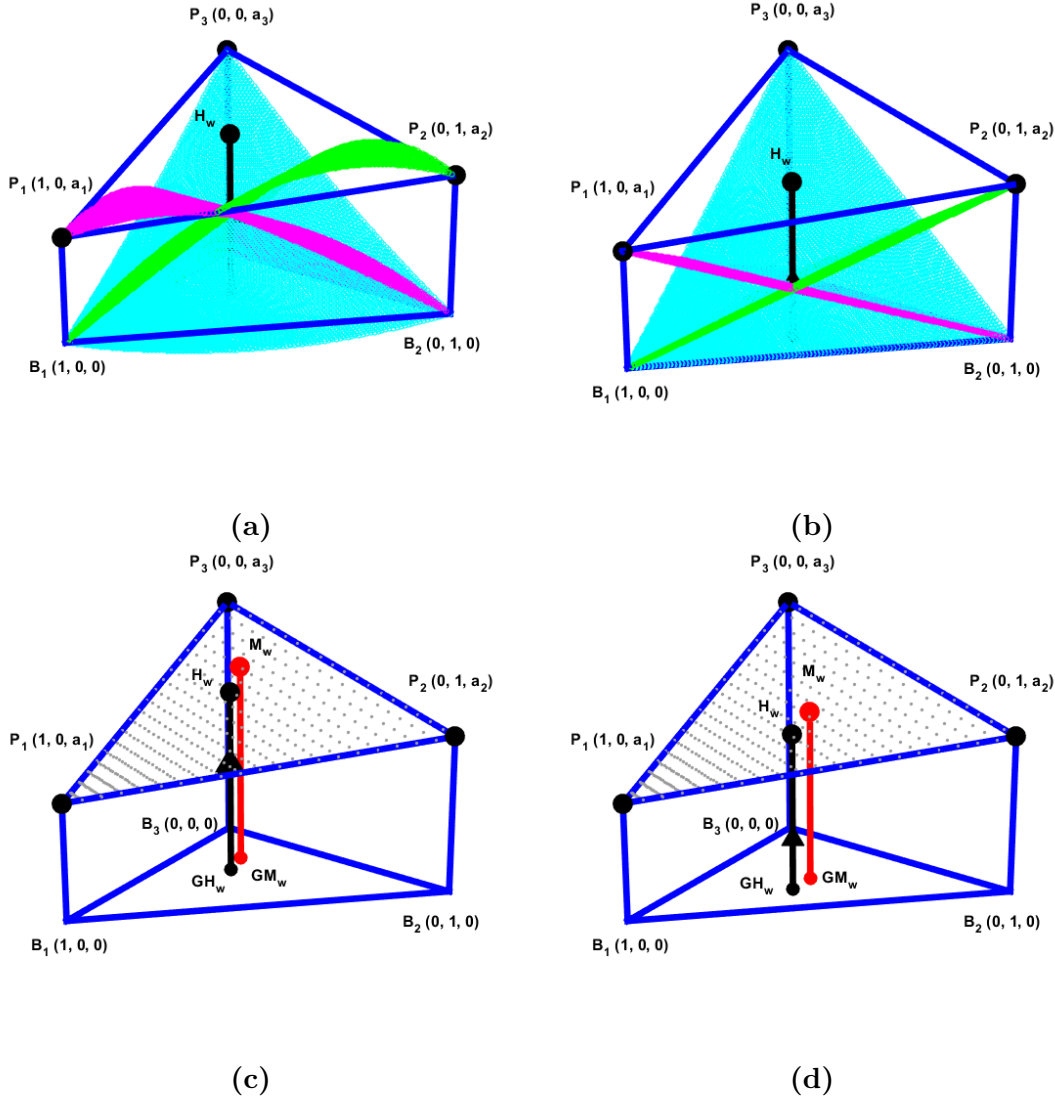 P3 (0, 0, a3)
P3 (0, 0, a3)
Hw
P2 (0, 1, a2)
P2 (0, 1, a2)
Hw
P1 (1, 0, a1)
P1 (1, 0, a1)
B2 (0, 1, 0)
B2 (0, 1, 0)
B1 (1, 0, 0)
B1 (1, 0, 0)
(a)
(b)
P3 (0, 0, a3)
P3 (0, 0, a3)
Mw
Hw
P2 (0, 1, a2)
Mw
P2 (0, 1, a2)
Hw
P1 (1, 0, a1)
P1 (1, 0, a1)
B3 (0, 0, 0)
B3 (0, 0, 0)
GHw
GMw
GHw
GMw
B2 (0, 1, 0)
B2 (0, 1, 0)
B1 (1, 0, 0)
B1 (1, 0, 0)
(c)
(d)